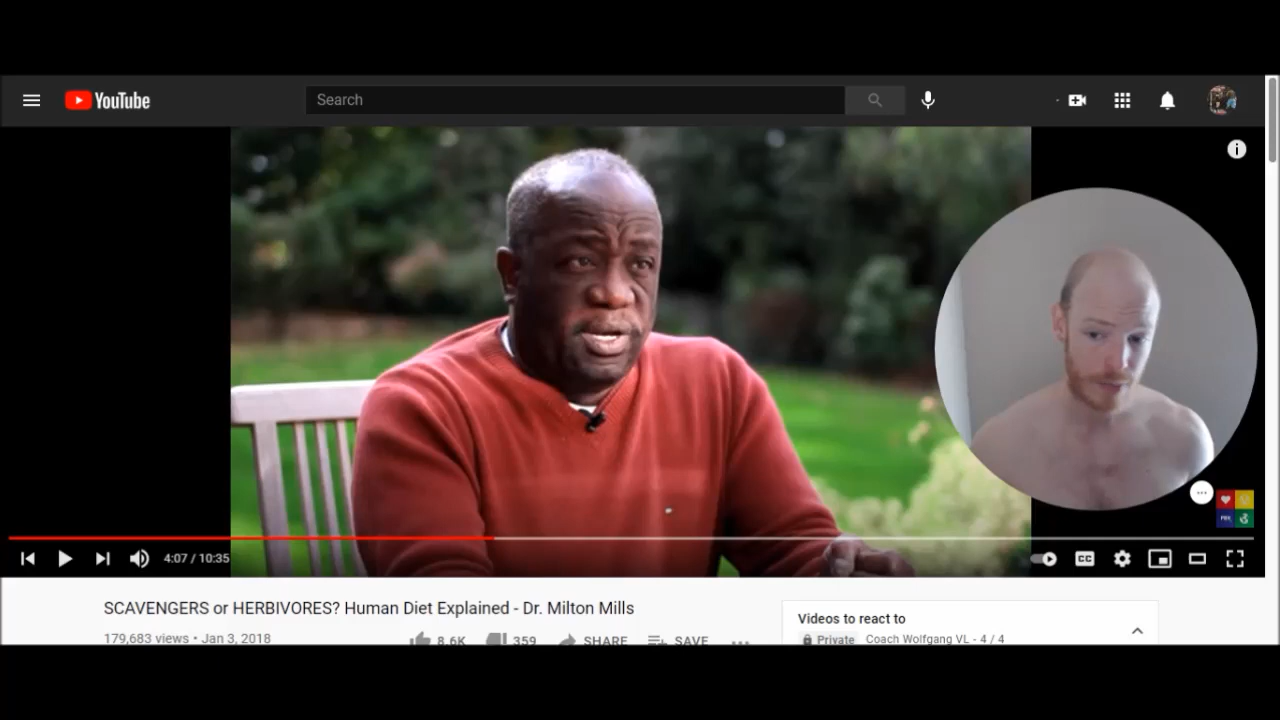 YouTube
Search
4:07 / 10:35
CC
SCAVENGERS or HERBIVORES? Human Diet Explained - Dr. Milton Mills
179,683 views • Jan 3, 2018
8.6K
359
SHARE
SAVE
Videos to react to
Private
Coach Wolfgang VL - 4 / 4